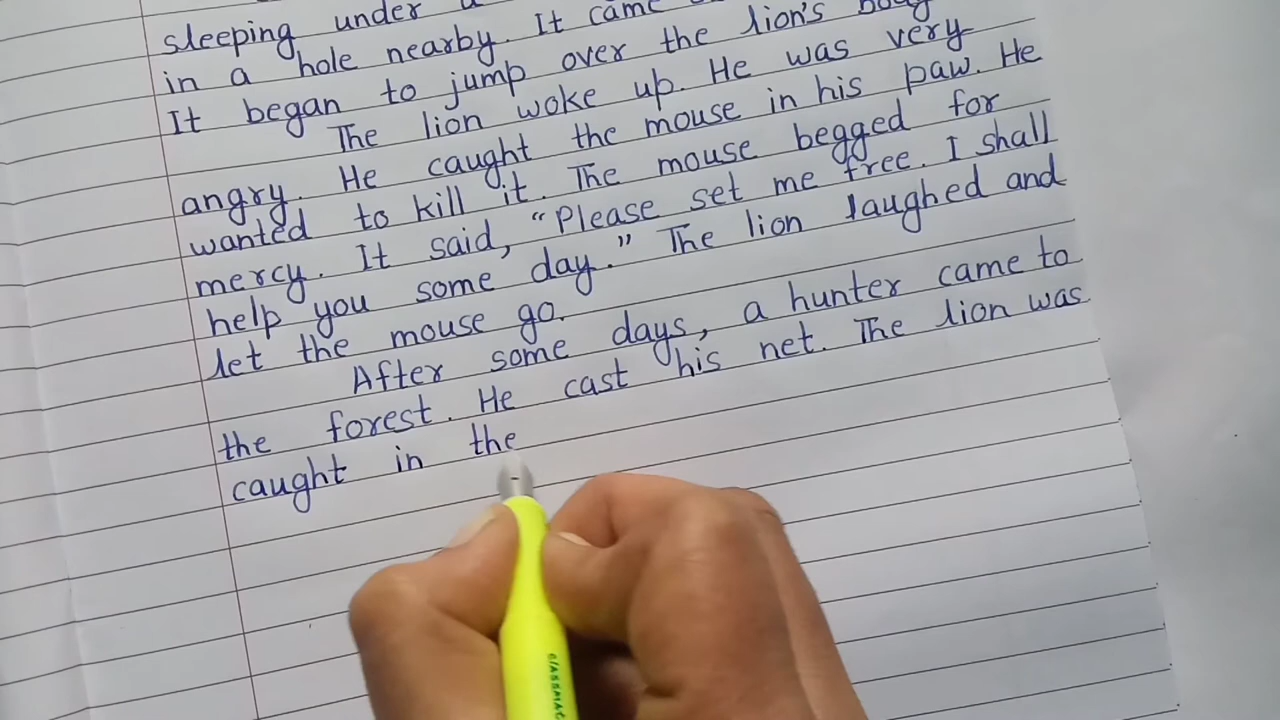 sleeping under a
in a hole nearby. It came
It began to jump over the lion's body
The lion woke up. He was very
angry. He caught the mouse in his paw. He
wanted to kill it. The mouse begged for
mercy. It said, "Please set me free. I shall
help you some day." The lion laughed and
let the mouse go.
After some days, a hunter came to
the forest. He cast his net. The lion was
caught in the